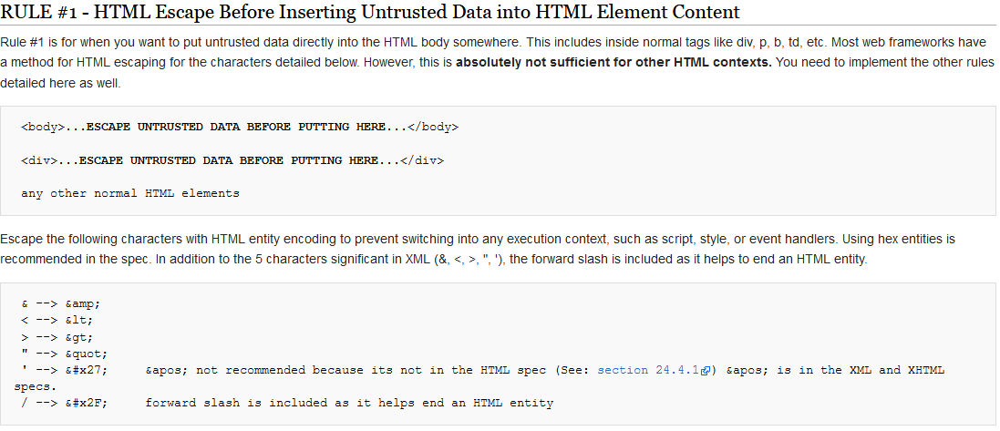 RULE #1 - HTML Escape Before Inserting Untrusted Data into HTML Element Content
Rule #1 is for when you want to put untrusted data directly into the HTML body somewhere. This includes inside normal tags like div, p, b, td, etc. Most web frameworks have
a method for HTML escaping for the characters detailed below. However, this is absolutely not sufficient for other HTML contexts. You need to implement the other rules
detailed here as well.
<body>...ESCAPE UNTRUSTED DATA BEFORE PUTTING HERE...</body>
<div>...ESCAPE UNTRUSTED DATA BEFORE PUTTING HERE...</div>
any other normal HTML elements
Escape the following characters with HTML entity encoding to prevent switching into any execution context, such as script, style, or event handlers. Using hex entities is
recommended in the spec. In addition to the 5 characters significant in XML (&, <, >, ", '), the forward slash is included as it helps to end an HTML entity.
& --> &amp;
< --> &lt;
> --> &gt;
" --> &quot;
' --> &#x27;     &apos; not recommended because its not in the HTML spec (See: section 24.4.1) &apos; is in the XML and XHTML
specs.
/ --> &#x2F;     forward slash is included as it helps end an HTML entity